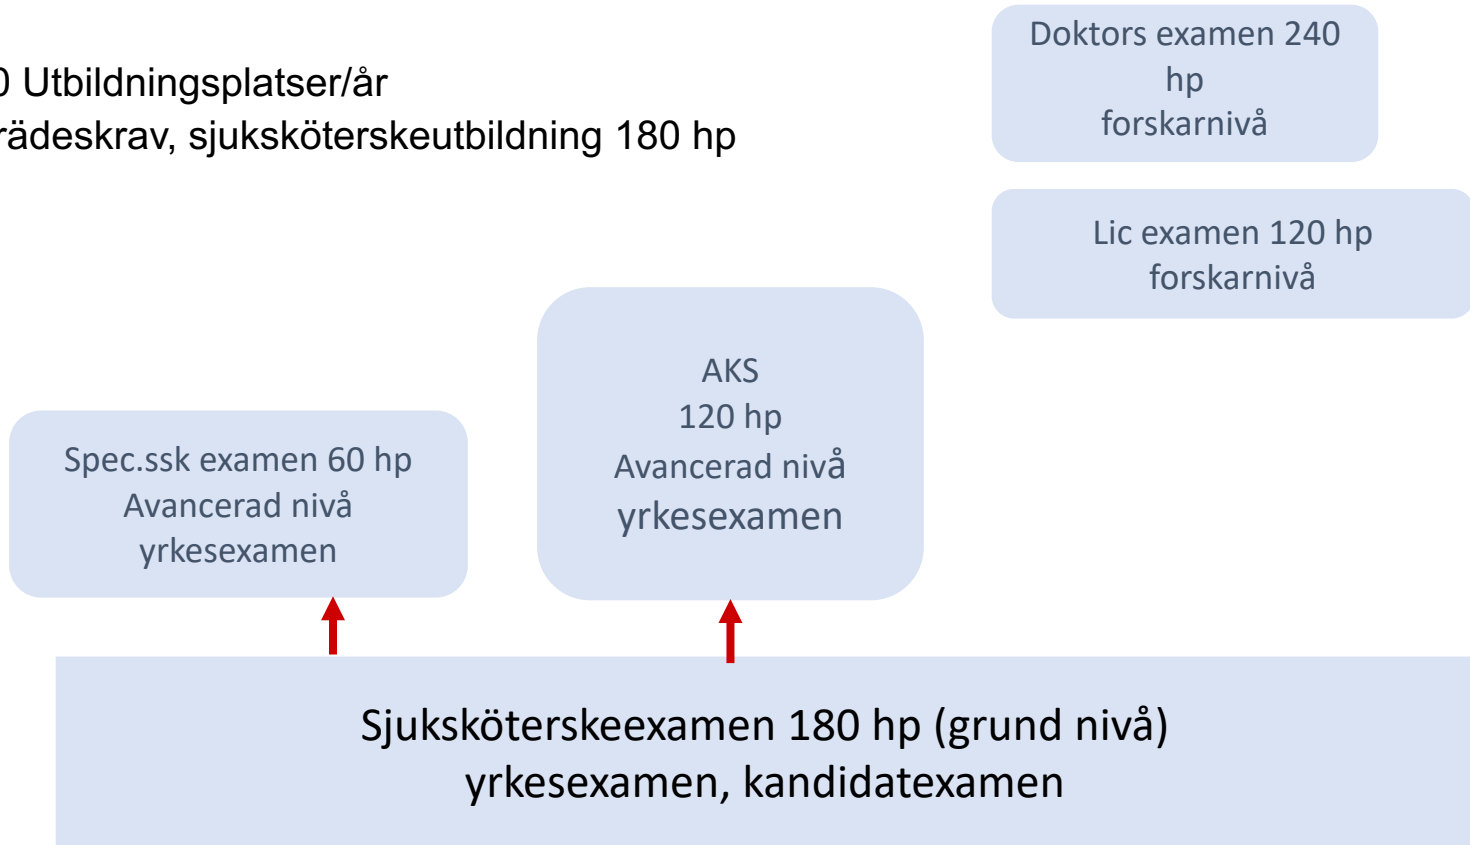 0 Utbildningsplatser/år
rädeskrav, sjuksköterskeutbildning 180 hp
Doktors examen 240
hp
forskarnivå
Lic examen 120 hp
forskarnivå
AKS
120 hp
Avancerad nivå
yrkesexamen
Spec.ssk examen 60 hp
Avancerad nivå
yrkesexamen
Sjuksköterskeexamen 180 hp (grund nivå)
yrkesexamen, kandidatexamen